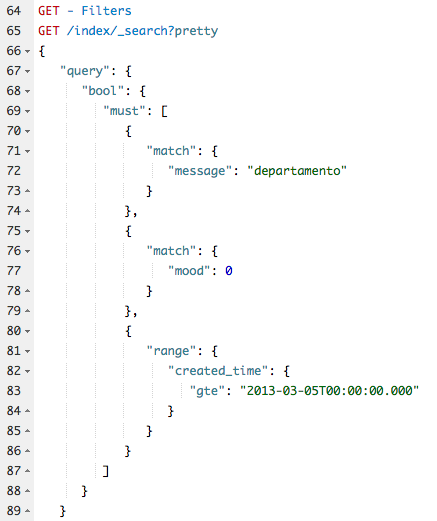 64 GET - Filters
65 GET /index/_search?pretty
66 {
67 "query": {
68 "bool": {
69 "must": [
70 {
71 "match": {
72 "message": "departamento"
73 }
74 },
75 {
76 "match": {
77 "mood": 0
78 }
79 },
80 {
81 "range": {
82 "created_time": {
83 "gte": "2013-03-05T00:00:00.000"
84 }
85 }
86 }
87 ]
88 }
89 }